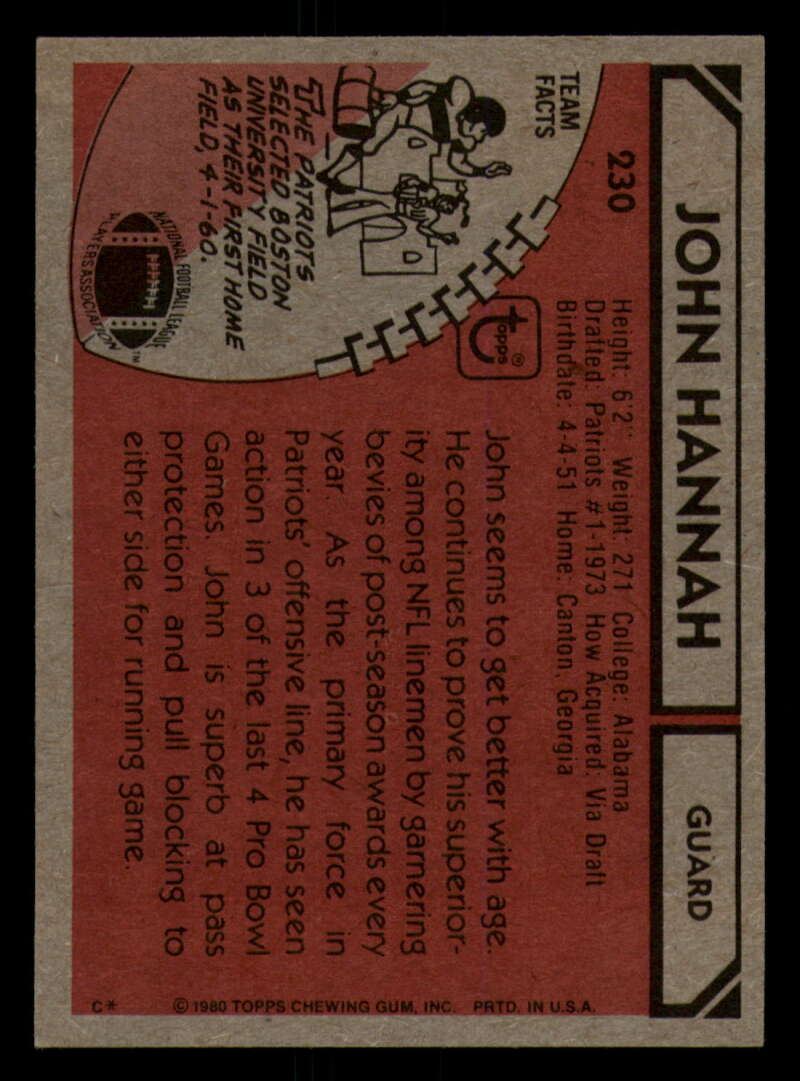 JOHN HANNAH
GUARD
230
Height: 6'2" Weight: 271 College: Alabama
Drafted: Patriots #1-1973 How Acquired: Via Draft
Birthdate: 4-4-51 Home: Canton, Georgia
TEAM
FACTS
THE PATRIOTS
SELECTED BOSTON
UNIVERSITY FIELD
AS THEIR FIRST HOME
FIELD, 4-1-60.
NATIONAL FOOTBALL LEAGUE
PLAYERS ASSOCIATION™
topps®
John seems to get better with age.
He continues to prove his superior-
ity among NFL linemen by garnering
bevies of post-season awards every
year. As the primary force in
Patriots' offensive line, he has seen
action in 3 of the last 4 Pro Bowl
Games. John is superb at pass
protection and pull blocking to
either side for running game.
C* © 1980 TOPPS CHEWING GUM, INC. PRTD. IN U.S.A.